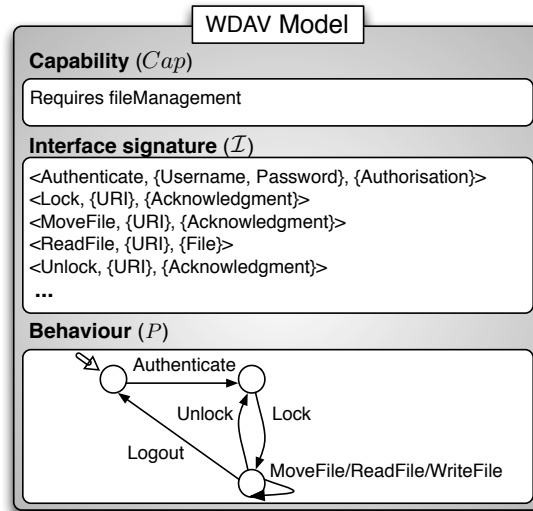 WDAV Model
Capability (Cap)
Requires fileManagement
Interface signature (ℐ)
<Authenticate, {Username, Password}, {Authorisation}>
<Lock, {URI}, {Acknowledgment}>
<MoveFile, {URI}, {Acknowledgment}>
<ReadFile, {URI}, {File}>
<Unlock, {URI}, {Acknowledgment}>
...
Behaviour (P)
Authenticate
Unlock
Lock
Logout
MoveFile/ReadFile/WriteFile